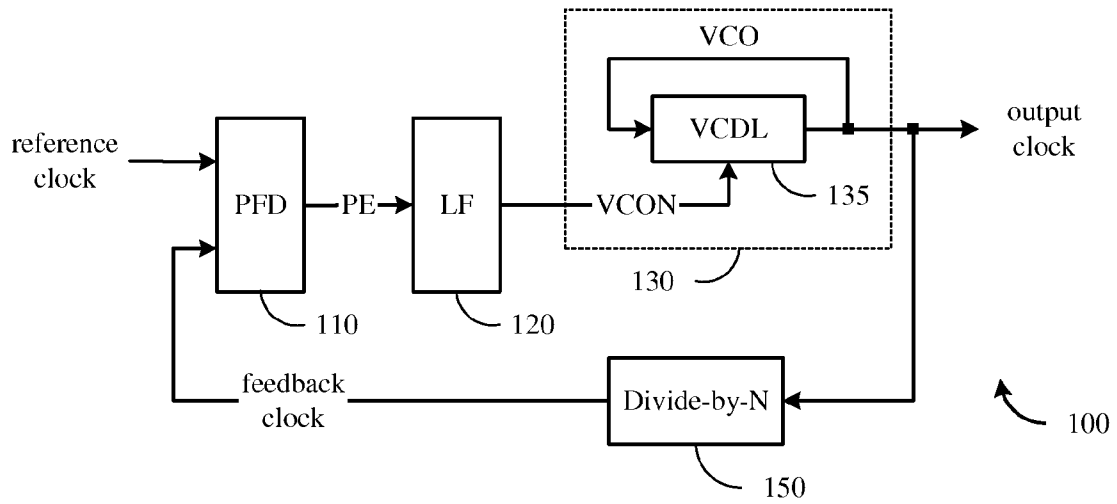 VCO
VCDL
135
output
clock
reference
clock
PFD
PE
LF
VCON
130
110
120
feedback
clock
Divide-by-N
150
100